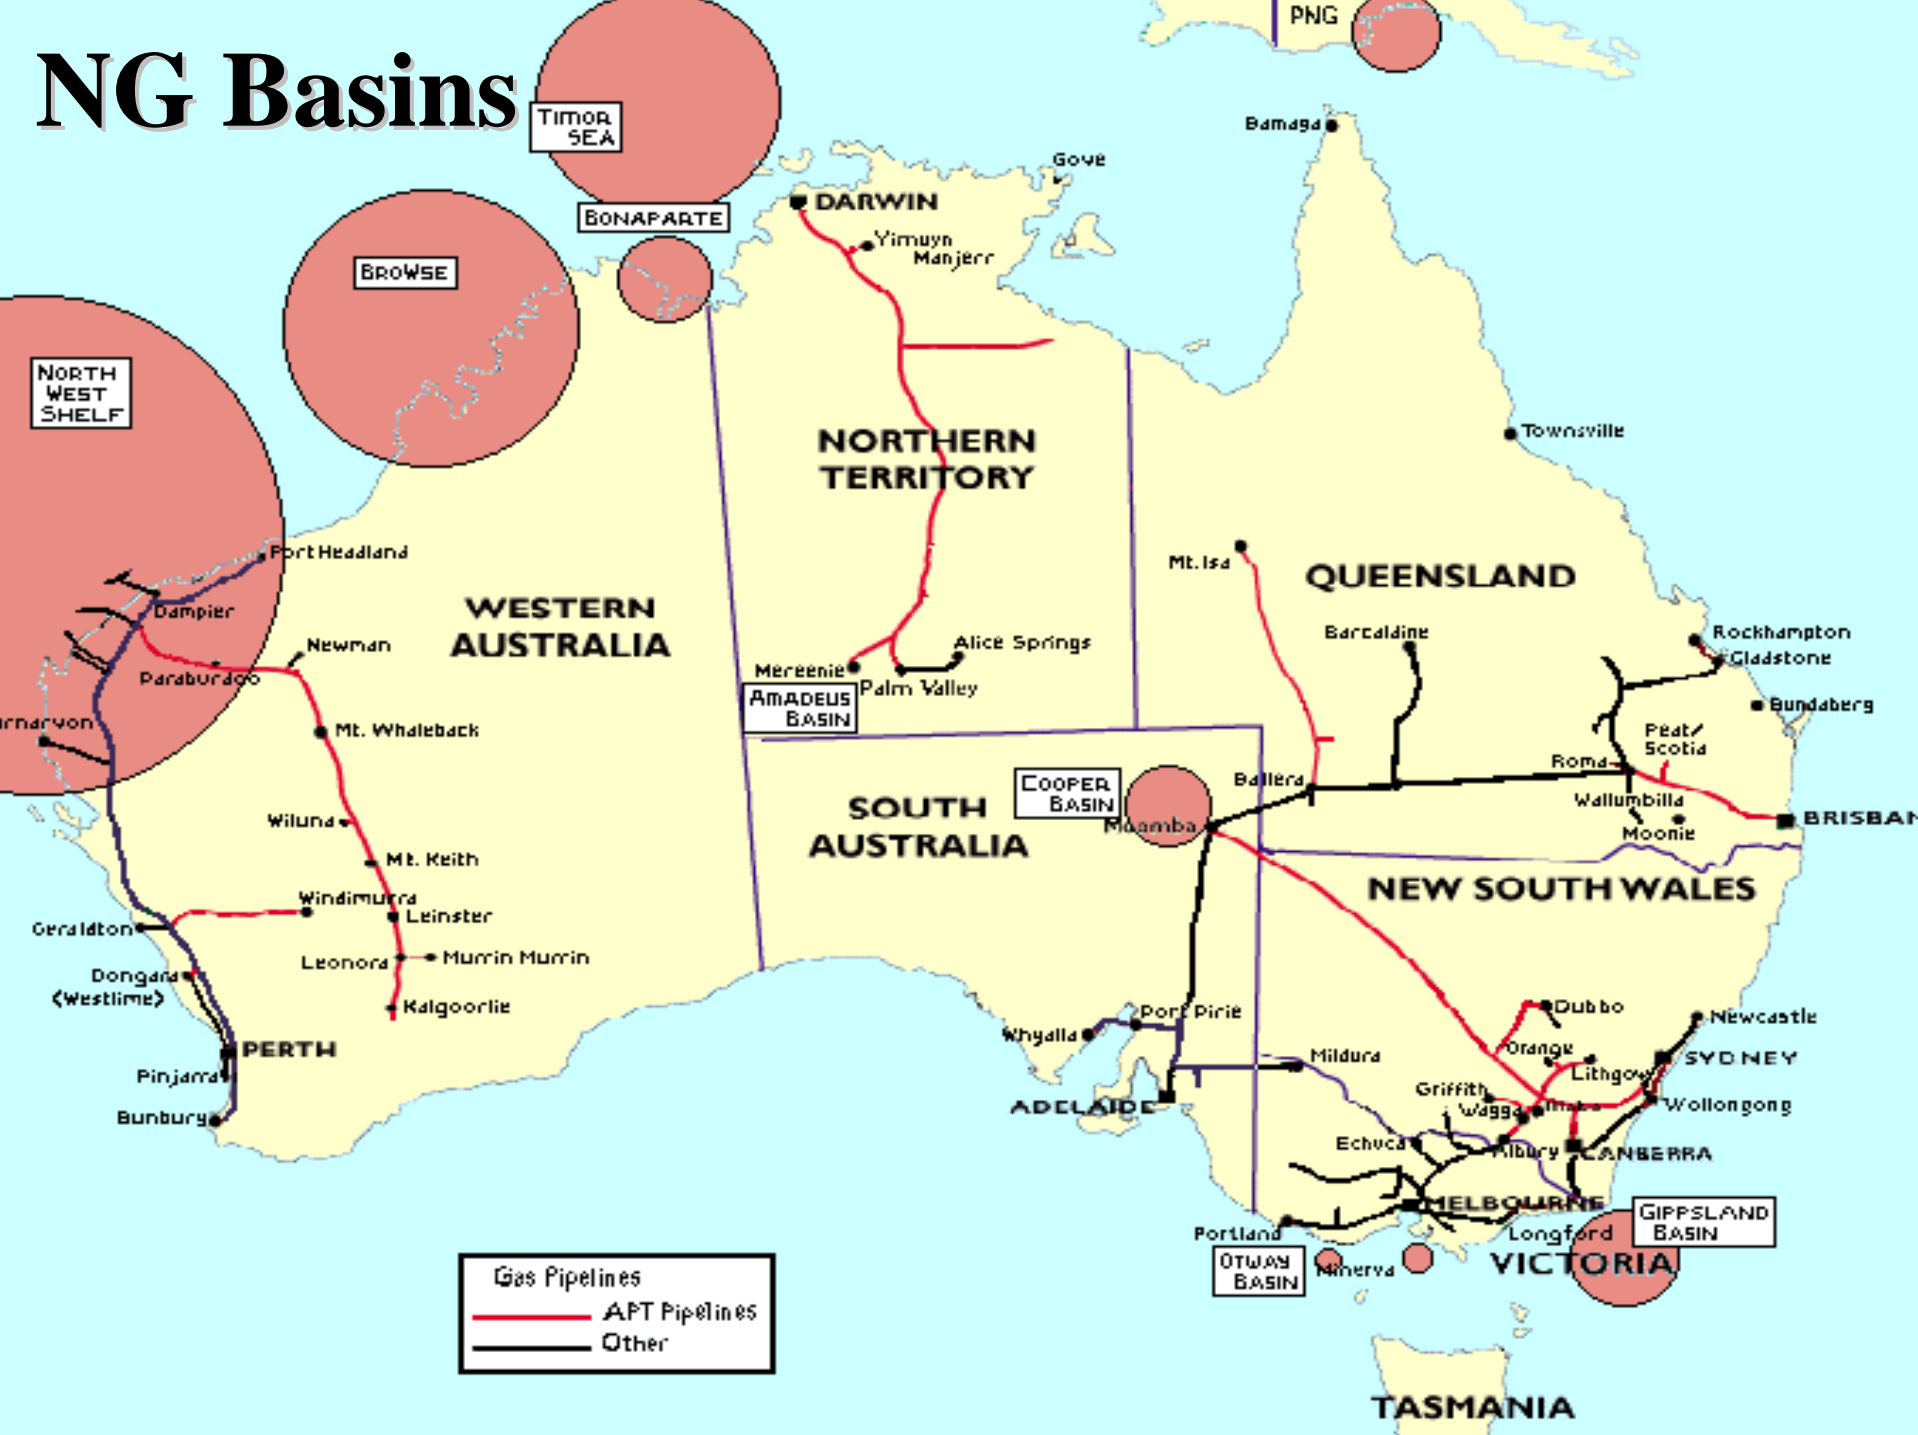 NG Basins
PNG
TIMOR
SEA
Bamaga
Gove
DARWIN
BONAPARTE
Yimuyn
Manjerr
BROWSE
NORTH
WEST
SHELF
NORTHERN
TERRITORY
Townsville
Port Headland
Mt. Isa
QUEENSLAND
Dampier
WESTERN
AUSTRALIA
Newman
Barcaldine
Rockhampton
Gladstone
Alice Springs
Mereenie
Paraburdoo
Palm Valley
AMADEUS
BASIN
Bundaberg
rnarvon
Mt. Whaleback
Peat/
Scotia
Roma
Ballera
COOPER
BASIN
SOUTH
AUSTRALIA
Wallumbilla
Moomba
Moonie
BRISBAN
Wiluna
Mt. Keith
NEW SOUTH WALES
Windimurra
Leinster
Geraldton
Leonora
Murrin Murrin
Dongara
(Westlime)
Kalgoorlie
Port Pirie
Whyalla
Dubbo
Newcastle
PERTH
Mildura
Orange
SYDNEY
Lithgow
Pinjarra
Griffith
Wagga
Wollongong
ADELAIDE
Bunbury
Echuca
Albury
CANBERRA
MELBOURNE
Portland
Longford
GIPPSLAND
BASIN
OTWAY
BASIN
Minerva
VICTORIA
Gas Pipelines
APT Pipelines
Other
TASMANIA